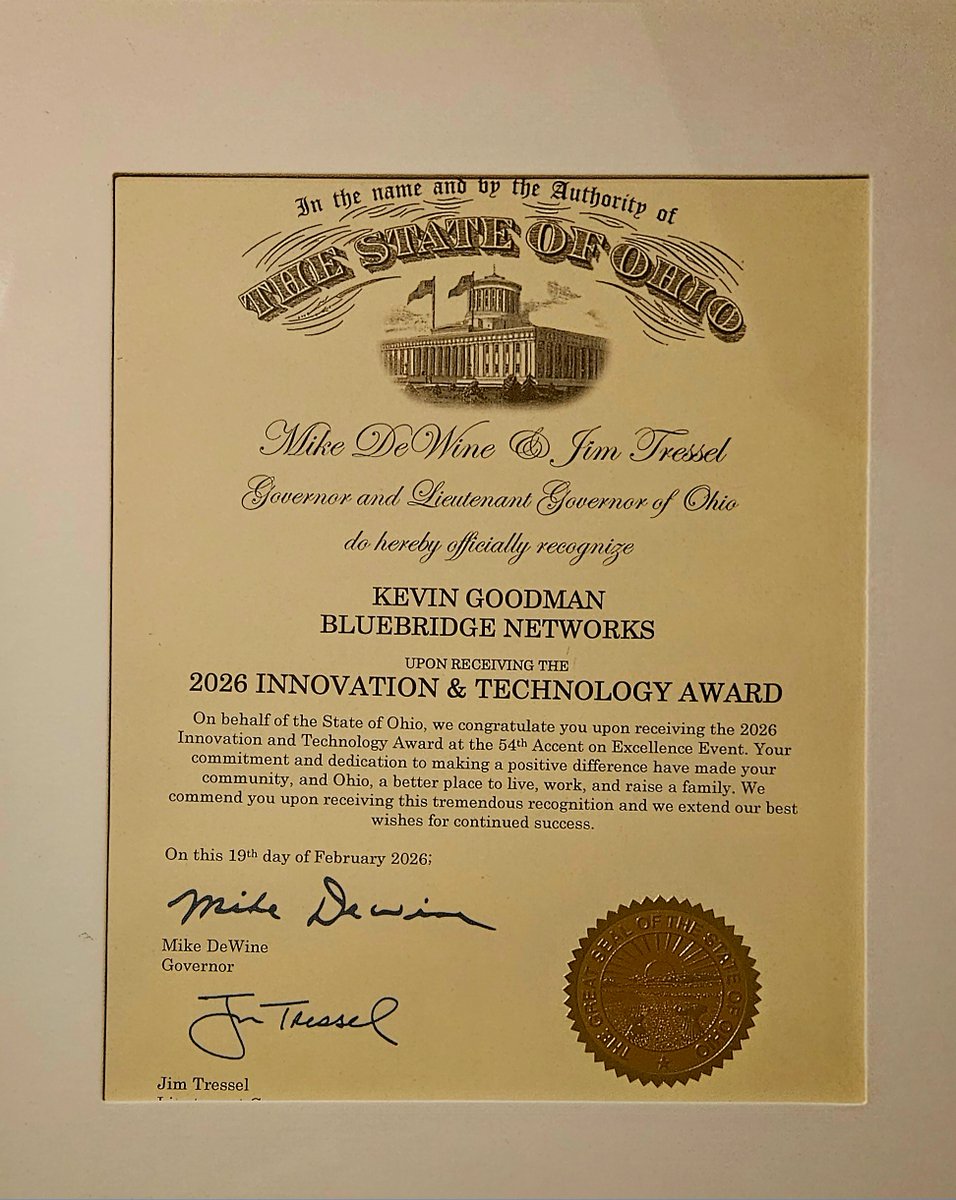 In the name and by the Authority of
THE STATE OF OHIO
Mike DeWine & Jim Tressel
Governor and Lieutenant Governor of Ohio
do hereby officially recognize
KEVIN GOODMAN
BLUEBRIDGE NETWORKS
UPON RECEIVING THE
2026 INNOVATION & TECHNOLOGY AWARD
On behalf of the State of Ohio, we congratulate you upon receiving the 2026
Innovation and Technology Award at the 54th Accent on Excellence Event. Your
commitment and dedication to making a positive difference have made your
community, and Ohio, a better place to live, work, and raise a family. We
commend you upon receiving this tremendous recognition and we extend our best
wishes for continued success.
On this 19th day of February 2026;
Mike DeWine
Mike DeWine
Governor
Jim Tressel
Jim Tressel
THE GREAT SEAL OF THE STATE OF OHIO